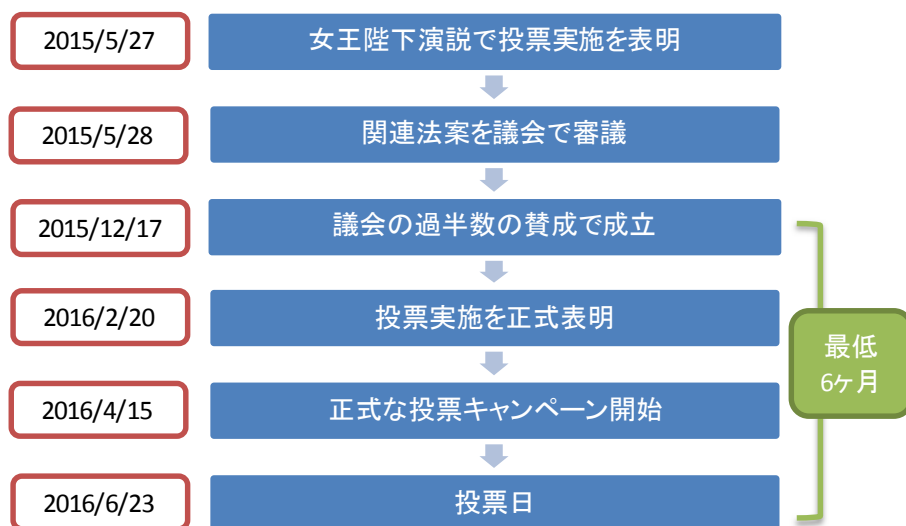 2015/5/27
女王陛下演説で投票実施を表明
2015/5/28
関連法案を議会で審議
2015/12/17
議会の過半数の賛成で成立
2016/2/20
投票実施を正式表明
最低
6ヶ月
2016/4/15
正式な投票キャンペーン開始
2016/6/23
投票日